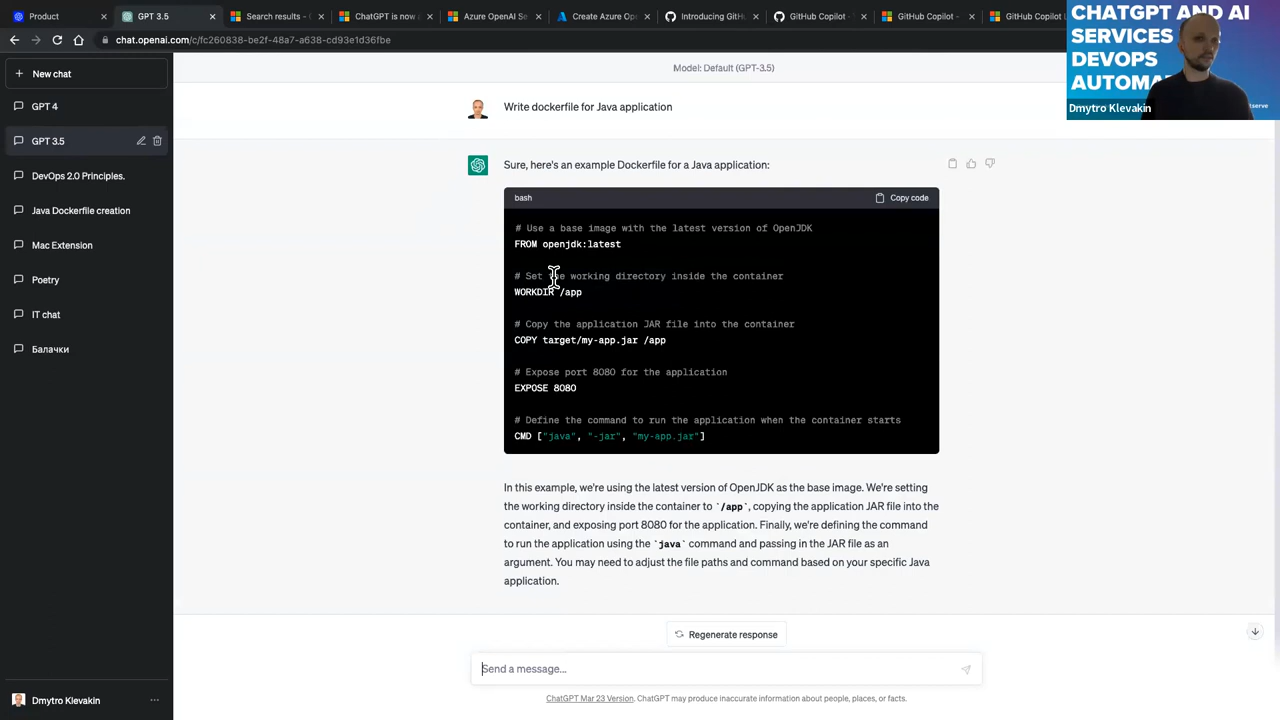 Product
GPT 3.5
Search results - (
ChatGPT is now a
Azure OpenAI Se
Create Azure Op
Introducing GitH
GitHub Copilot ·
GitHub Copilot -
GitHub Copilot
chat.openai.com/c/fc260838-be2f-48a7-a638-cd93e1d36fbe
CHATGPT AND AI
SERVICES
DEVOPS
AUTOMA
Dmytro Klevakin
serve
New chat
GPT 4
GPT 3.5
DevOps 2.0 Principles.
Java Dockerfile creation
Mac Extension
Poetry
IT chat
Балачки
Dmytro Klevakin
Model: Default (GPT-3.5)
Write dockerfile for Java application
Sure, here's an example Dockerfile for a Java application:
bash
Copy code
# Use a base image with the latest version of OpenJDK
FROM openjdk:latest
# Set the working directory inside the container
WORKDIR /app
# Copy the application JAR file into the container
COPY target/my-app.jar /app
# Expose port 8080 for the application
EXPOSE 8080
# Define the command to run the application when the container starts
CMD ["java", "-jar", "my-app.jar"]
In this example, we're using the latest version of OpenJDK as the base image. We're setting
the working directory inside the container to `/app`, copying the application JAR file into the
container, and exposing port 8080 for the application. Finally, we're defining the command
to run the application using the `java` command and passing in the JAR file as an
argument. You may need to adjust the file paths and command based on your specific Java
application.
Regenerate response
Send a message...
ChatGPT Mar 23 Version. ChatGPT may produce inaccurate information about people, places, or facts.